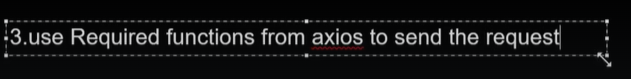 3.use Required functions from axios to send the request